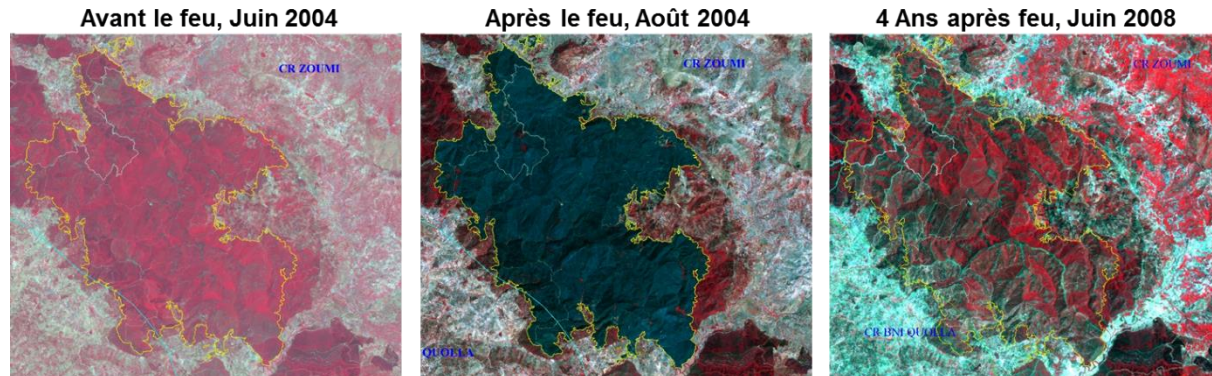 Avant le feu, Juin 2004
Après le feu, Août 2004
4 Ans après feu, Juin 2008
CR ZOUMI
CR ZOUMI
CR ZOUMI
QUOLLA
CR BNI QUOLLA